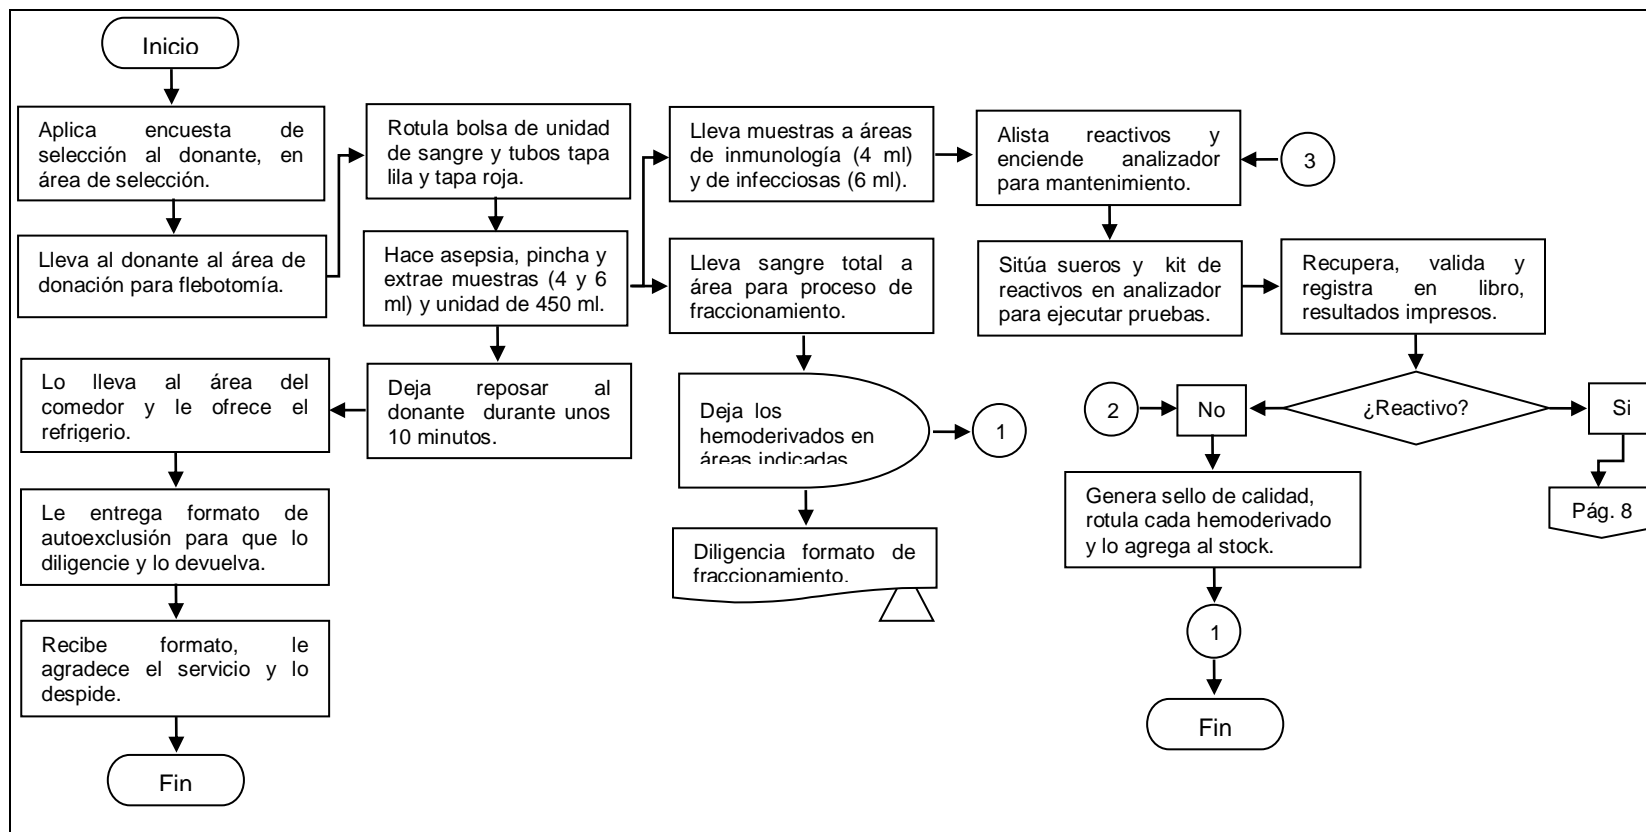 Inicio
Aplica encuesta de
selección al donante, en
área de selección.
Lleva al donante al área de
donación para flebotomía.
Rotula bolsa de unidad
de sangre y tubos tapa
lila y tapa roja.
Hace asepsia, pincha y
extrae muestras (4 y 6
ml) y unidad de 450 ml.
Deja reposar al
donante durante unos
10 minutos.
Lo lleva al área del
comedor y le ofrece el
refrigerio.
Le entrega formato de
autoexclusión para que lo
diligencie y lo devuelva.
Recibe formato, le
agradece el servicio y lo
despide.
Fin
Lleva muestras a áreas
de inmunología (4 ml)
y de infecciosas (6 ml).
Lleva sangre total a
área para proceso de
fraccionamiento.
Deja los
hemoderivados en
áreas indicadas
1
Diligencia formato de
fraccionamiento.
Alista reactivos y
enciende analizador
para mantenimiento.
3
Sitúa sueros y kit de
reactivos en analizador
para ejecutar pruebas.
Recupera, valida y
registra en libro,
resultados impresos.
¿Reactivo?
Si
Pág. 8
No
2
Genera sello de calidad,
rotula cada hemoderivado
y lo agrega al stock.
1
Fin